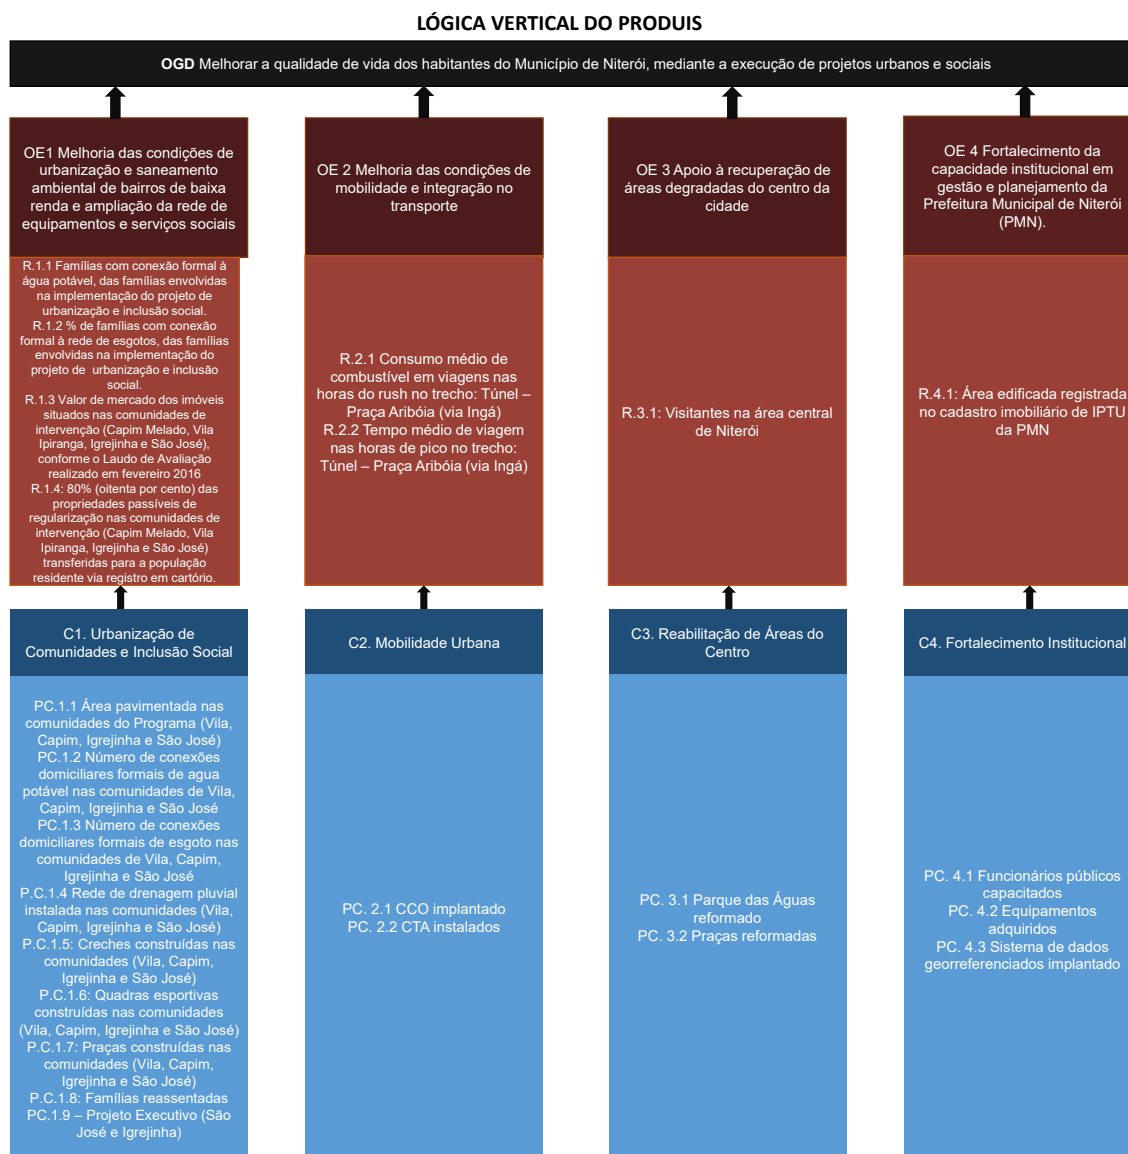 LÓGICA VERTICAL DO PRODUIS
OGD Melhorar a qualidade de vida dos habitantes do Município de Niterói, mediante a execução de projetos urbanos e sociais
OE1 Melhoria das condições de
urbanização e saneamento
ambiental de bairros de baixa
renda e ampliação da rede de
equipamentos e serviços sociais
OE 2 Melhoria das condições de
mobilidade e integração no
transporte
OE 3 Apoio à recuperação de
áreas degradadas do centro da
cidade
OE 4 Fortalecimento da
capacidade institucional em
gestão e planejamento da
Prefeitura Municipal de Niterói
(PMN).
R.1.1 Famílias com conexão formal à
água potável, das famílias envolvidas
na implementação do projeto de
urbanização e inclusão social.
R.1.2 % de famílias com conexão
formal à rede de esgotos, das famílias
envolvidas na implementação do
projeto de urbanização e inclusão
social.
R.1.3 Valor de mercado dos imóveis
situados nas comunidades de
intervenção (Capim Melado, Vila
Ipiranga, Igrejinha e São José),
conforme o Laudo de Avaliação
realizado em fevereiro 2016
R.1.4: 80% (oitenta por cento) das
propriedades passíveis de
regularização nas comunidades de
intervenção (Capim Melado, Vila
Ipiranga, Igrejinha e São José)
transferidas para a população
residente via registro em cartório.
R.2.1 Consumo médio de
combustível em viagens nas
horas do rush no trecho: Túnel –
Praça Aribóia (via Ingá)
R.2.2 Tempo médio de viagem
nas horas de pico no trecho:
Túnel – Praça Aribóia (via Ingá)
R.3.1: Visitantes na área central
de Niterói
R.4.1: Área edificada registrada
no cadastro imobiliário de IPTU
da PMN
C1. Urbanização de
Comunidades e Inclusão Social
C2. Mobilidade Urbana
C3. Reabilitação de Áreas do
Centro
C4. Fortalecimento Institucional
PC.1.1 Área pavimentada nas
comunidades do Programa (Vila,
Capim, Igrejinha e São José)
PC.1.2 Número de conexões
domiciliares formais de agua
potável nas comunidades de Vila,
Capim, Igrejinha e São José
PC.1.3 Número de conexões
domiciliares formais de esgoto nas
comunidades de Vila, Capim,
Igrejinha e São José
P.C.1.4 Rede de drenagem pluvial
instalada nas comunidades (Vila,
Capim, Igrejinha e São José)
P.C.1.5: Creches construídas nas
comunidades (Vila, Capim,
Igrejinha e São José)
P.C.1.6: Quadras esportivas
construídas nas comunidades
(Vila, Capim, Igrejinha e São José)
P.C.1.7: Praças construídas nas
comunidades (Vila, Capim,
Igrejinha e São José)
P.C.1.8: Famílias reassentadas
PC.1.9 – Projeto Executivo (São
José e Igrejinha)
PC. 2.1 CCO implantado
PC. 2.2 CTA instalados
PC. 3.1 Parque das Águas
reformado
PC. 3.2 Praças reformadas
PC. 4.1 Funcionários públicos
capacitados
PC. 4.2 Equipamentos
adquiridos
PC. 4.3 Sistema de dados
georreferenciados implantado